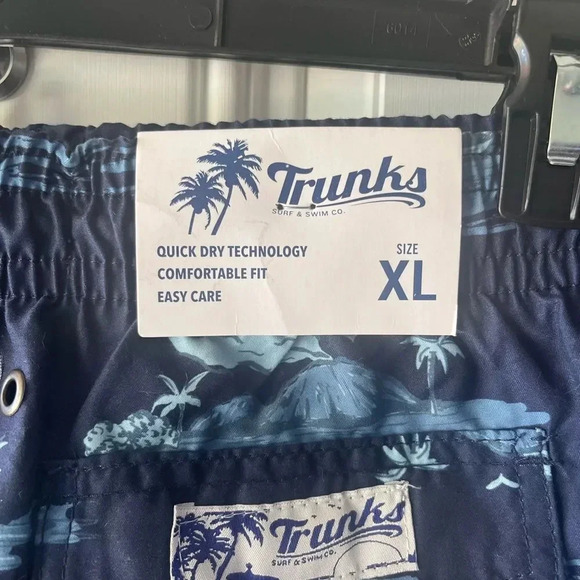 Trunks
SURF & SWIM CO.
QUICK DRY TECHNOLOGY
COMFORTABLE FIT
EASY CARE
SIZE
XL
Trunks
SURF & SWIM CO.